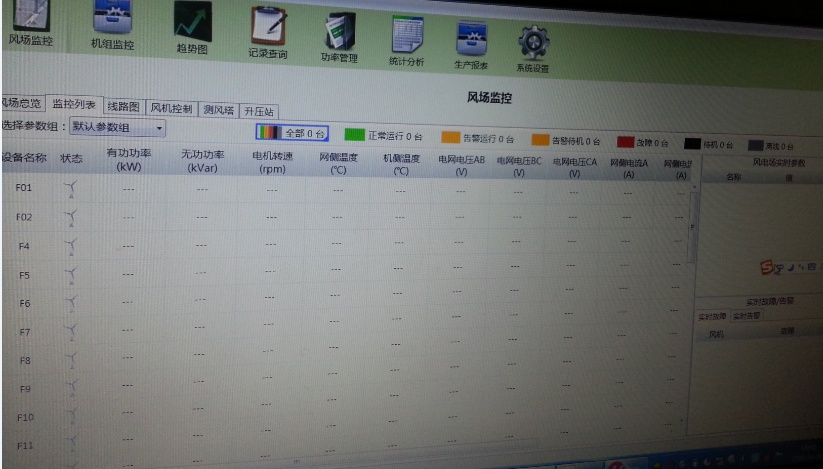 风场监控 机组监控 趋势图 记录查询 功率管理 统计分析 生产报表 系统设置
风场监控
风场总览 监控列表 线路图 风机控制 测风塔 升压站
选择参数组： 默认参数组 全部 0 台 正常运行 0 台 告警运行 0 台 告警待机 0 台 故障 0 台 待机 0 台 离线 0 台
设备名称 状态 有功功率 (kW) 无功功率 (kVar) 电机转速 (rpm) 网侧温度 (℃) 机侧温度 (℃) 电网电压AB (V) 电网电压BC (V) 电网电压CA (V) 网侧电流A (A) 网侧电 (A)
风电场实时参数
名称 值
F01 --- --- --- --- --- --- --- --- --- ---
F02 --- --- --- --- --- --- --- --- --- ---
F4 --- --- --- --- --- --- --- --- --- ---
F5 --- --- --- --- --- --- --- --- --- ---
F6 --- --- --- --- --- --- --- --- --- ---
F7 --- --- --- --- --- --- --- --- --- ---
F8 --- --- --- --- --- --- --- --- --- ---
F9 --- --- --- --- --- --- --- --- --- ---
F10 --- --- --- --- --- --- --- --- --- ---
F11 --- --- --- --- --- --- --- --- --- ---
实时故障/告警
实时故障 实时告警
风机